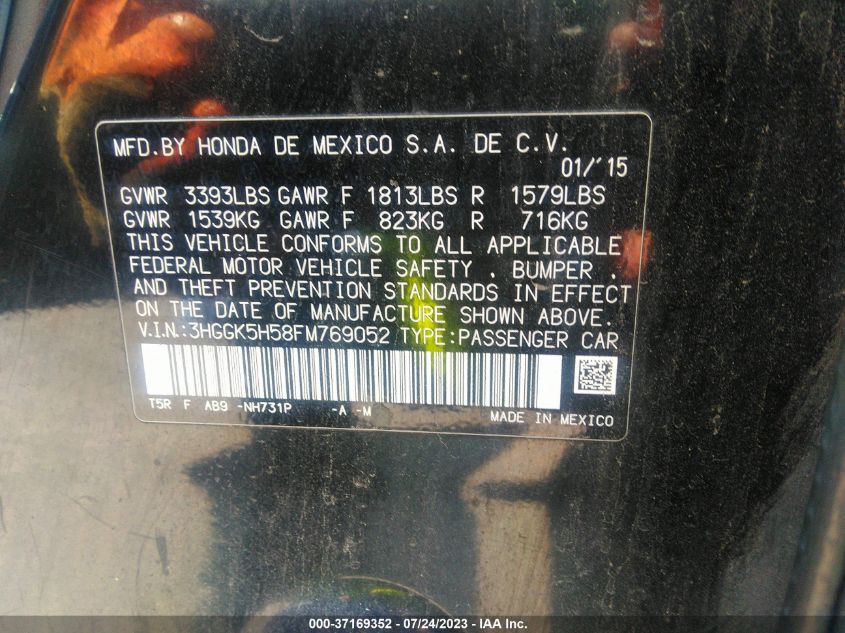 MFD.BY HONDA DE MEXICO S.A. DE C.V.
01/'15
GVWR 3393LBS GAWR F 1813LBS R 1579LBS
GVWR 1539KG GAWR F 823KG R 716KG
THIS VEHICLE CONFORMS TO ALL APPLICABLE
FEDERAL MOTOR VEHICLE SAFETY , BUMPER ,
AND THEFT PREVENTION STANDARDS IN EFFECT
ON THE DATE OF MANUFACTURE SHOWN ABOVE.
V.I.N.:3HGGK5H58FM769052 TYPE:PASSENGER CAR
T5R F AB9 -NH731P -A -M
MADE IN MEXICO
000-37169352 - 07/24/2023 - IAA Inc.